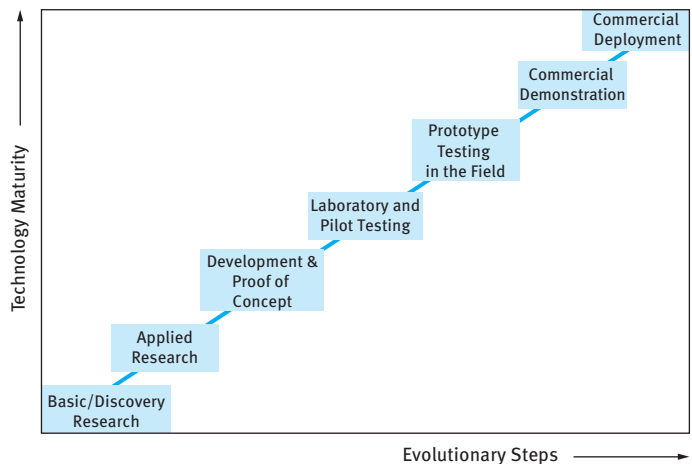 Commercial
Deployment
Commercial
Demonstration
Prototype
Testing
in the Field
Laboratory and
Pilot Testing
Development &
Proof of
Concept
Applied
Research
Basic/Discovery
Research
Technology Maturity
Evolutionary Steps